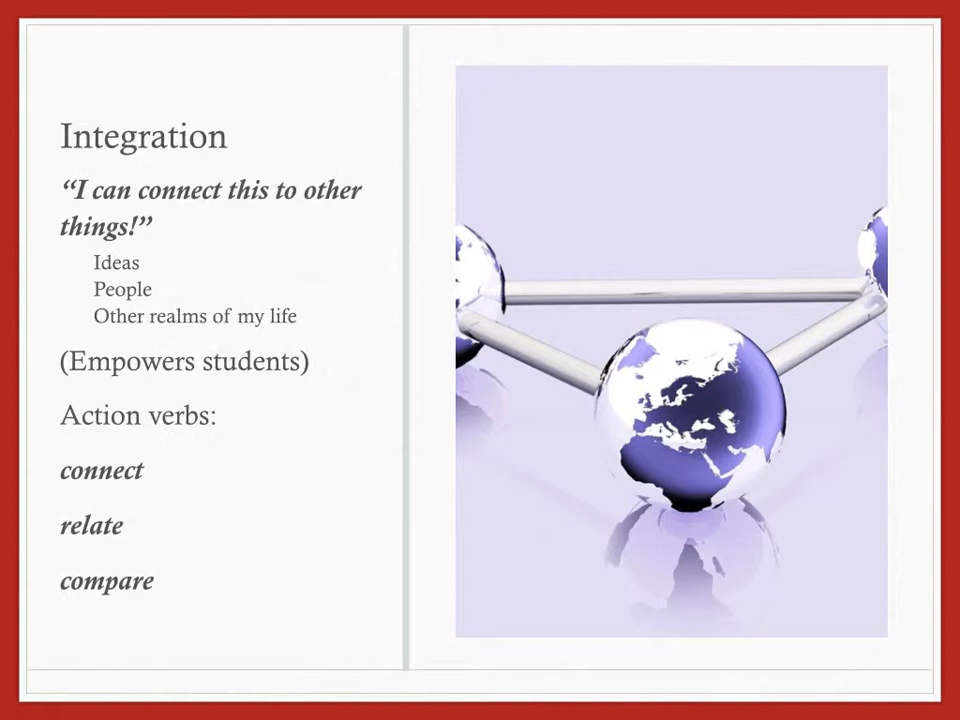 Integration
“I can connect this to other
things!”
Ideas
People
Other realms of my life
(Empowers students)
Action verbs:
connect
relate
compare